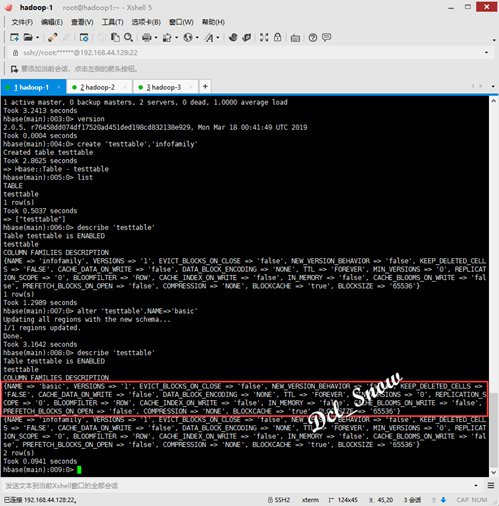 hadoop-1 root@hadoop1:~ - Xshell 5
文件(F) 编辑(E) 查看(V) 工具(T) 选项卡(B) 窗口(W) 帮助(H)
ssh://root:******@192.168.44.128:22
要添加当前会话，点击左侧的箭头按钮。
1 hadoop-1 × 2 hadoop-2 × 3 hadoop-3 × +
1 active master, 0 backup masters, 2 servers, 0 dead, 1.0000 average load
Took 3.2413 seconds
hbase(main):003:0> version
2.0.5, r76458dd074df17520ad451ded198cd832138e929, Mon Mar 18 00:41:49 UTC 2019
Took 0.0004 seconds
hbase(main):004:0> create 'testtable','infofamily'
Created table testtable
Took 2.8625 seconds
=> Hbase::Table - testtable
hbase(main):005:0> list
TABLE
testtable
1 row(s)
Took 0.5037 seconds
=> ["testtable"]
hbase(main):006:0> describe 'testtable'
Table testtable is ENABLED
testtable
COLUMN FAMILIES DESCRIPTION
{NAME => 'infofamily', VERSIONS => '1', EVICT_BLOCKS_ON_CLOSE => 'false', NEW_VERSION_BEHAVIOR => 'false', KEEP_DELETED_CELL
S => 'FALSE', CACHE_DATA_ON_WRITE => 'false', DATA_BLOCK_ENCODING => 'NONE', TTL => 'FOREVER', MIN_VERSIONS => '0', REPLICAT
ION_SCOPE => '0', BLOOMFILTER => 'ROW', CACHE_INDEX_ON_WRITE => 'false', IN_MEMORY => 'false', CACHE_BLOOMS_ON_WRITE => 'fal
se', PREFETCH_BLOCKS_ON_OPEN => 'false', COMPRESSION => 'NONE', BLOCKCACHE => 'true', BLOCKSIZE => '65536'}
1 row(s)
Took 1.2989 seconds
hbase(main):007:0> alter 'testtable',NAME=>'basic'
Updating all regions with the new schema...
1/1 regions updated.
Done.
Took 3.1642 seconds
hbase(main):008:0> describe 'testtable'
Table testtable is ENABLED
testtable
COLUMN FAMILIES DESCRIPTION
{NAME => 'basic', VERSIONS => '1', EVICT_BLOCKS_ON_CLOSE => 'false', NEW_VERSION_BEHAVIOR => KEEP_DELETED_CELLS =>
'FALSE', CACHE_DATA_ON_WRITE => 'false', DATA_BLOCK_ENCODING => 'NONE', TTL => 'FOREVER', => '0', REPLICATION_S
COPE => '0', BLOOMFILTER => 'ROW', CACHE_INDEX_ON_WRITE => 'false', IN_MEMORY => CACHE_BLOOMS_ON_WRITE => 'false',
PREFETCH_BLOCKS_ON_OPEN => 'false', COMPRESSION => 'NONE', BLOCKCACHE => 'true', '65536'}
{NAME => 'infofamily', VERSIONS => '1', EVICT_BLOCKS_ON_CLOSE => 'false', NEW_VERSION_BEHAVIOR => 'false', KEEP_DELETED_CELL
S => 'FALSE', CACHE_DATA_ON_WRITE => 'false', DATA_BLOCK_ENCODING => 'NONE', TTL => 'FOREVER', MIN_VERSIONS => '0', REPLICAT
ION_SCOPE => '0', BLOOMFILTER => 'ROW', CACHE_INDEX_ON_WRITE => 'false', IN_MEMORY => 'false', CACHE_BLOOMS_ON_WRITE => 'fal
se', PREFETCH_BLOCKS_ON_OPEN => 'false', COMPRESSION => 'NONE', BLOCKCACHE => 'true', BLOCKSIZE => '65536'}
2 row(s)
Took 0.0941 seconds
hbase(main):009:0>
Snow
发送文本到当前Xshell窗口的全部会话
已连接 192.168.44.128:22。 SSH2 xterm 124x45 45,20 3 会话 CAP NUM